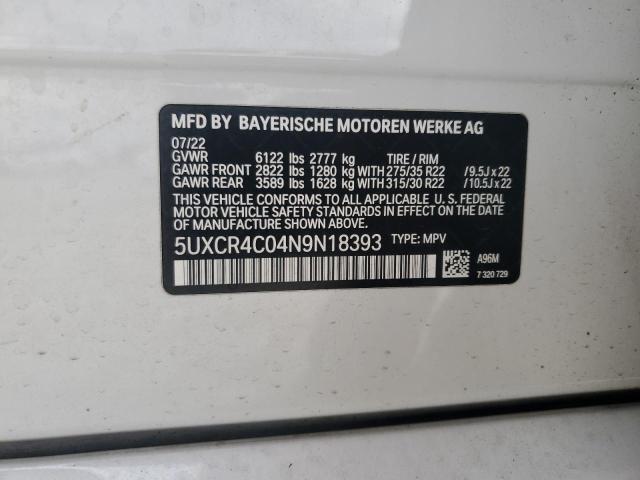 MFD BY BAYERISCHE MOTOREN WERKE AG
07/22
GVWR 6122 lbs 2777 kg TIRE / RIM
GAWR FRONT 2822 lbs 1280 kg WITH 275/35 R22 /9.5J x 22
GAWR REAR 3589 lbs 1628 kg WITH 315/30 R22 /10.5J x 22
THIS VEHICLE CONFORMS TO ALL APPLICABLE U. S. FEDERAL
MOTOR VEHICLE SAFETY STANDARDS IN EFFECT ON THE DATE
OF MANUFACTURE SHOWN ABOVE.
5UXCR4C04N9N18393 TYPE: MPV
A96M
7 320 729